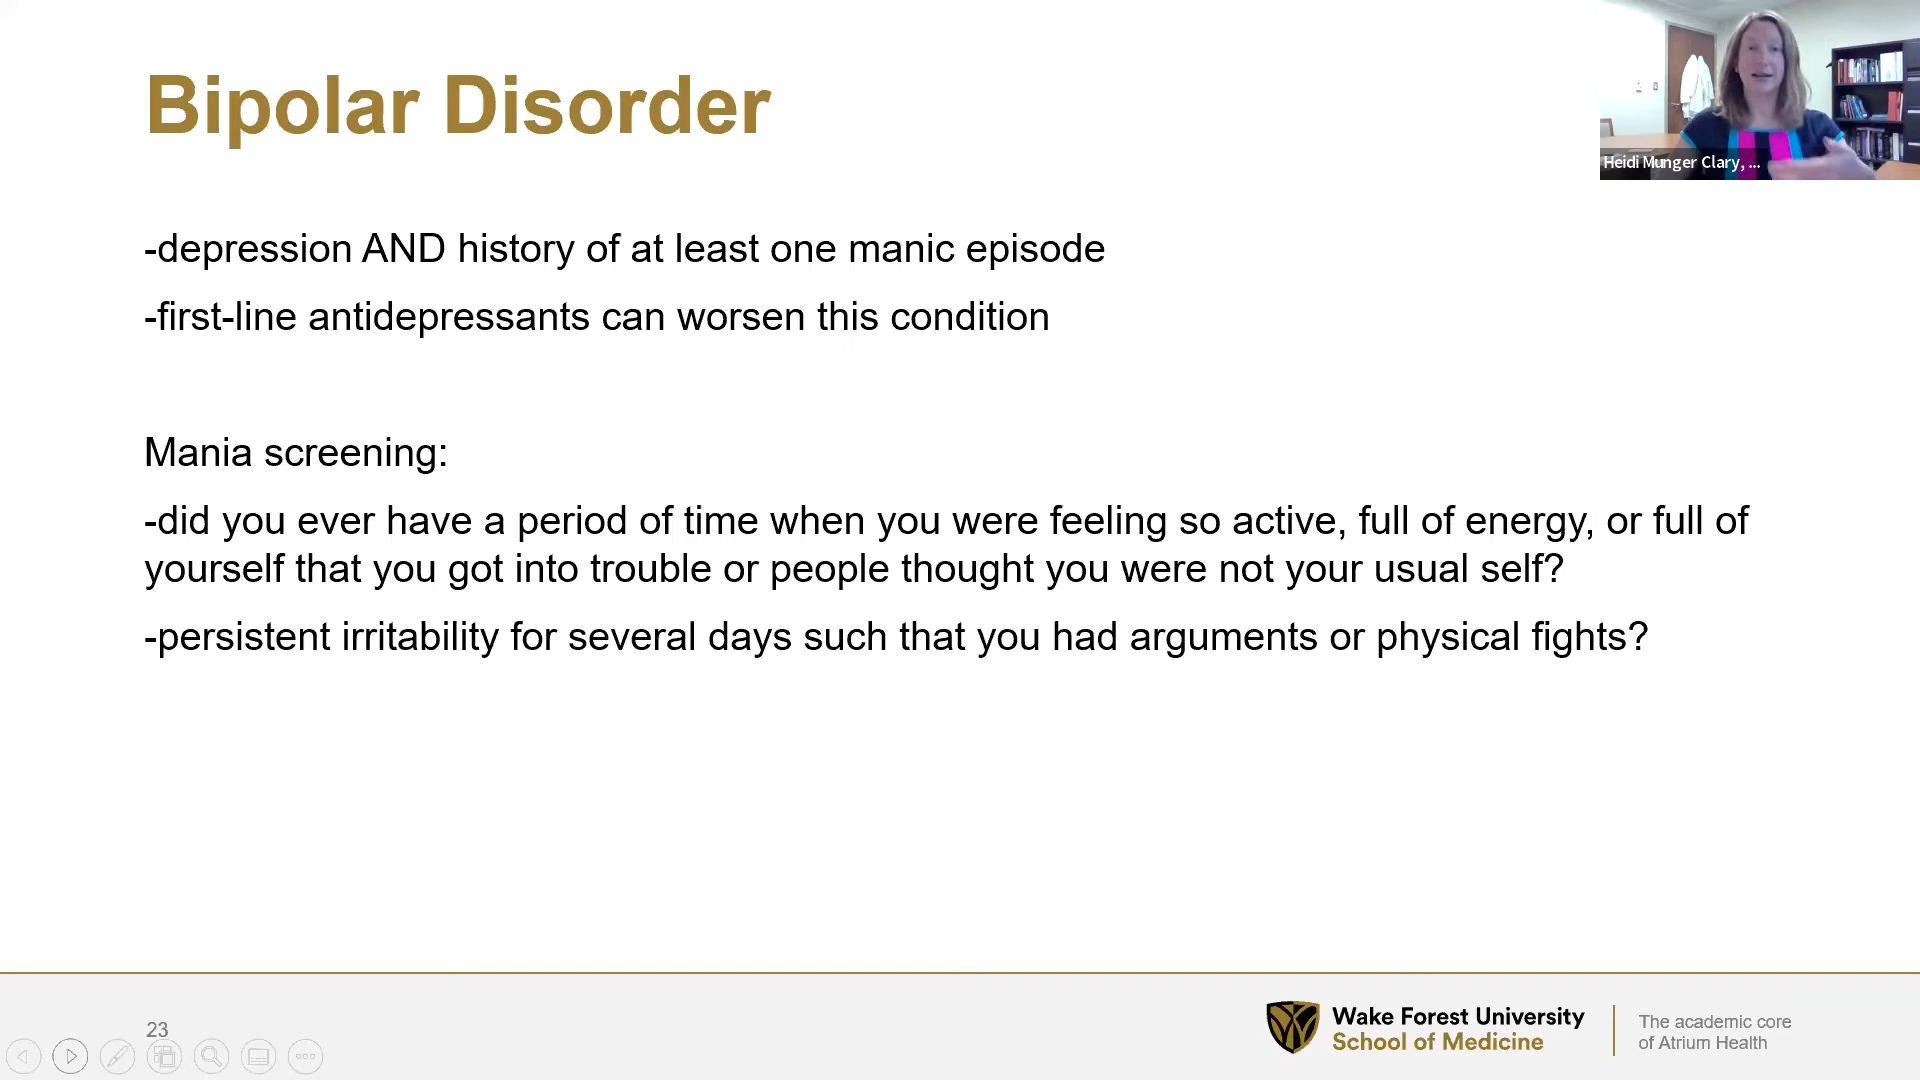 Bipolar Disorder
Heidi Munger Clary, ...
-depression AND history of at least one manic episode
-first-line antidepressants can worsen this condition
Mania screening:
-did you ever have a period of time when you were feeling so active, full of energy, or full of
yourself that you got into trouble or people thought you were not your usual self?
-persistent irritability for several days such that you had arguments or physical fights?
23
Wake Forest University
School of Medicine
The academic core
of Atrium Health